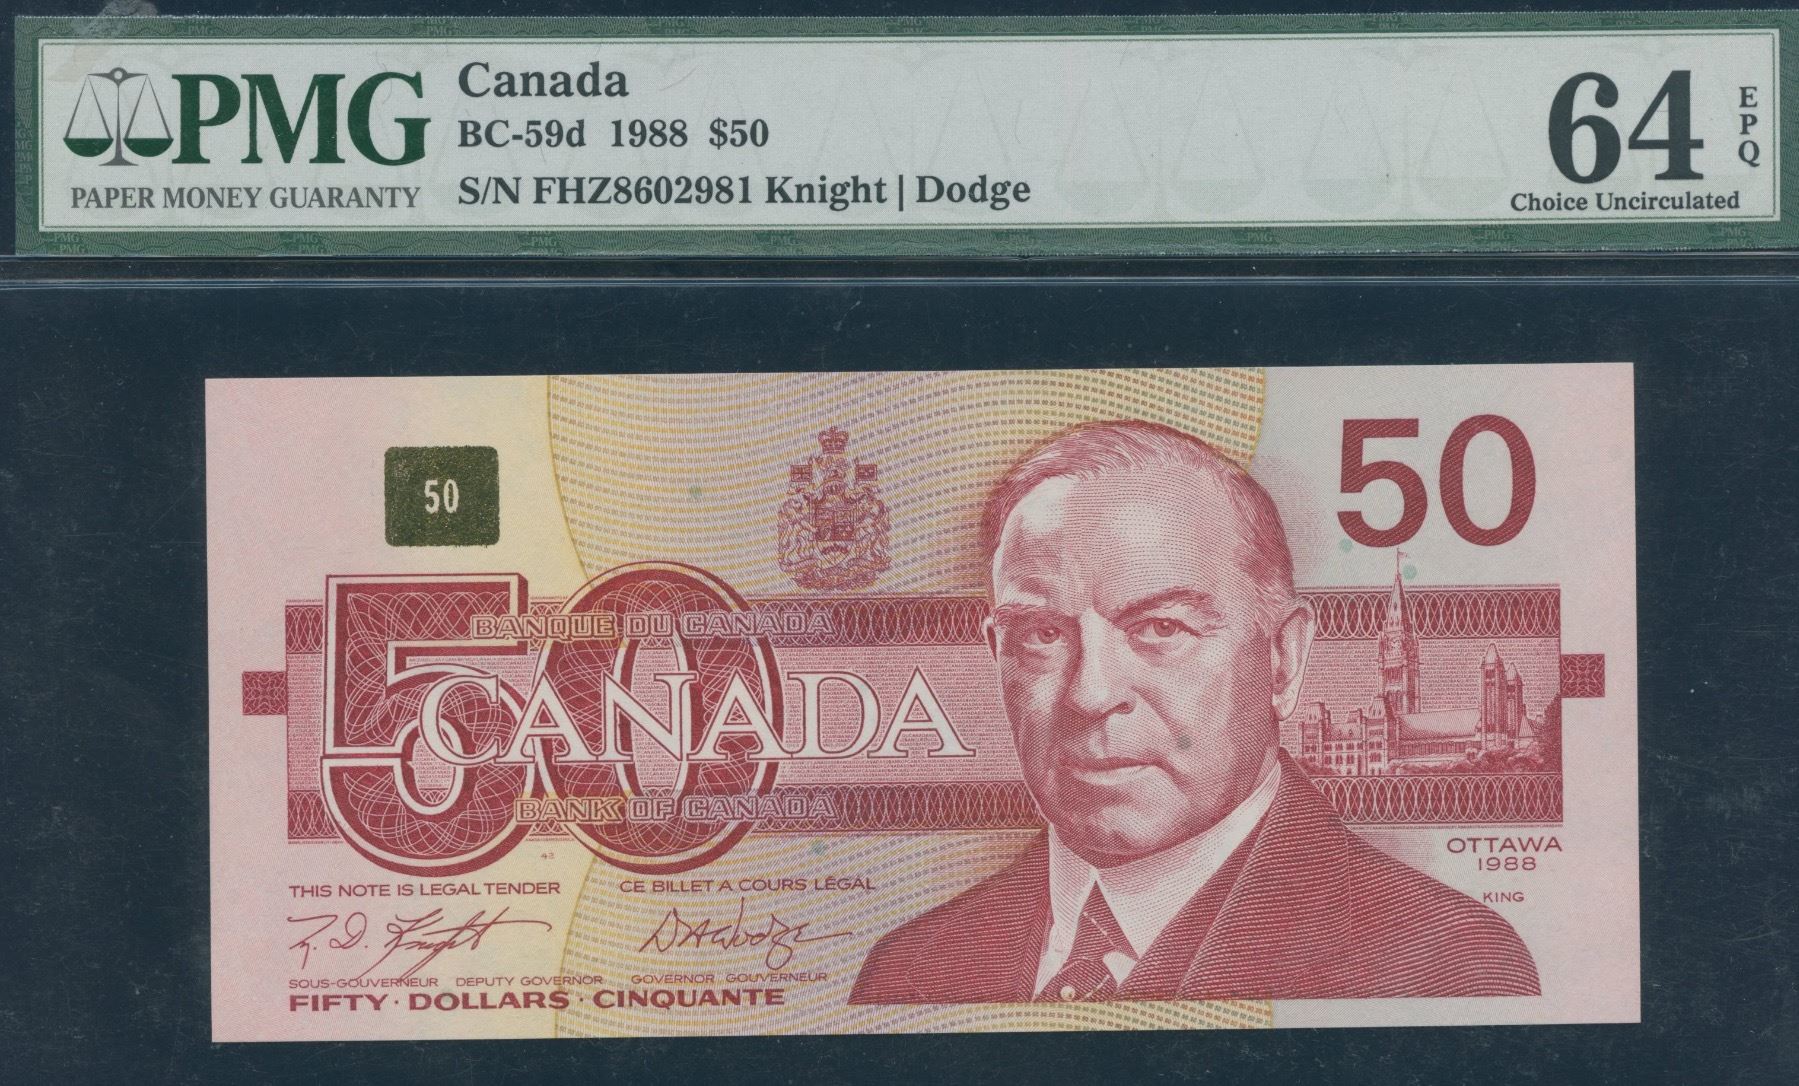 PMG
PAPER MONEY GUARANTY
Canada
BC-59d 1988 $50
S/N FHZ8602981 Knight | Dodge
64
EPQ
Choice Uncirculated
50
50
50
BANQUE DU CANADA
CANADA
BANK OF CANADA
42
OTTAWA
1988
KING
THIS NOTE IS LEGAL TENDER CE BILLET A COURS LÉGAL
SOUS-GOUVERNEUR DEPUTY GOVERNOR GOVERNOR GOUVERNEUR
FIFTY · DOLLARS · CINQUANTE